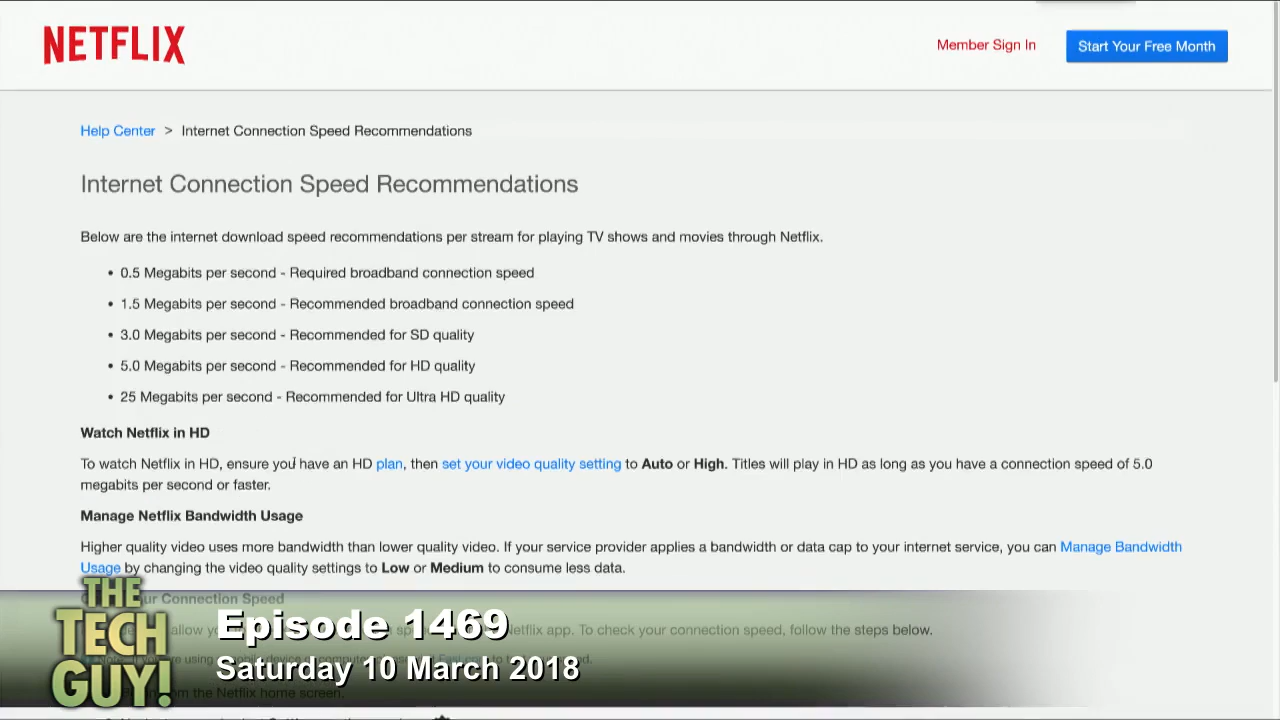 NETFLIX
Member Sign In
Start Your Free Month
Help Center > Internet Connection Speed Recommendations
Internet Connection Speed Recommendations
Below are the internet download speed recommendations per stream for playing TV shows and movies through Netflix.
• 0.5 Megabits per second - Required broadband connection speed
• 1.5 Megabits per second - Recommended broadband connection speed
• 3.0 Megabits per second - Recommended for SD quality
• 5.0 Megabits per second - Recommended for HD quality
• 25 Megabits per second - Recommended for Ultra HD quality
Watch Netflix in HD
To watch Netflix in HD, ensure you have an HD plan, then set your video quality setting to Auto or High. Titles will play in HD as long as you have a connection speed of 5.0
megabits per second or faster.
Manage Netflix Bandwidth Usage
Higher quality video uses more bandwidth than lower quality video. If your service provider applies a bandwidth or data cap to your internet service, you can Manage Bandwidth
Usage by changing the video quality settings to Low or Medium to consume less data.
Connection Speed
allow Netflix app. To check your connection speed, follow the steps below.
from the Netflix home screen.
THE
TECH
GUY!
Episode 1469
Saturday 10 March 2018